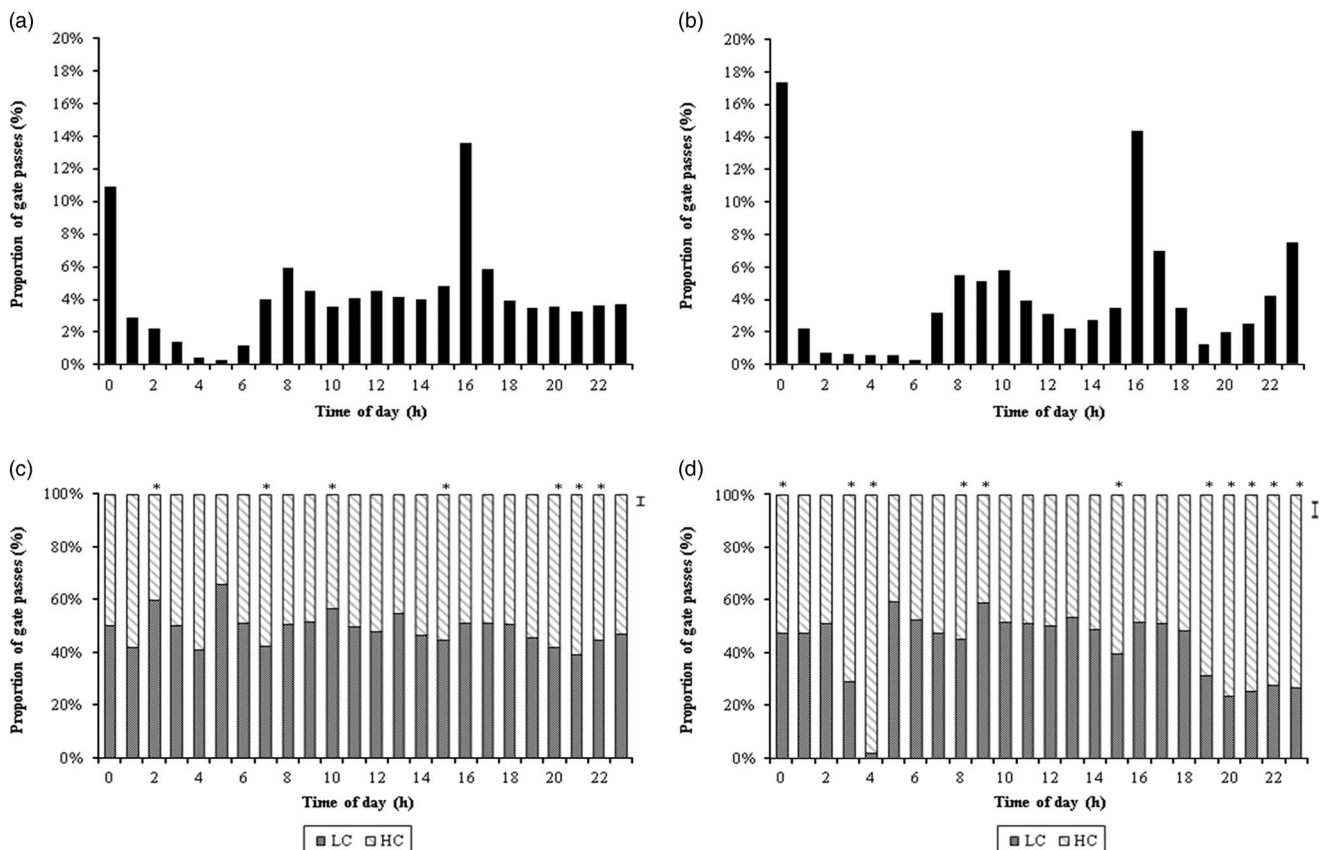 (a)
20%
18%
16%
14%
12%
10%
8%
6%
4%
2%
0%
Proportion of gate passes (%)
0 2 4 6 8 10 12 14 16 18 20 22
Time of day (h)
(b)
20%
18%
16%
14%
12%
10%
8%
6%
4%
2%
0%
Proportion of gate passes (%)
0 2 4 6 8 10 12 14 16 18 20 22
Time of day (h)
(c)
* * * * * * *
100%
80%
60%
40%
20%
0%
Proportion of gate passes (%)
0 2 4 6 8 10 12 14 16 18 20 22
Time of day (h)
LC HC
(d)
* * * * * * * * * * *
100%
80%
60%
40%
20%
0%
Proportion of gate passes (%)
0 2 4 6 8 10 12 14 16 18 20 22
Time of day (h)
LC HC